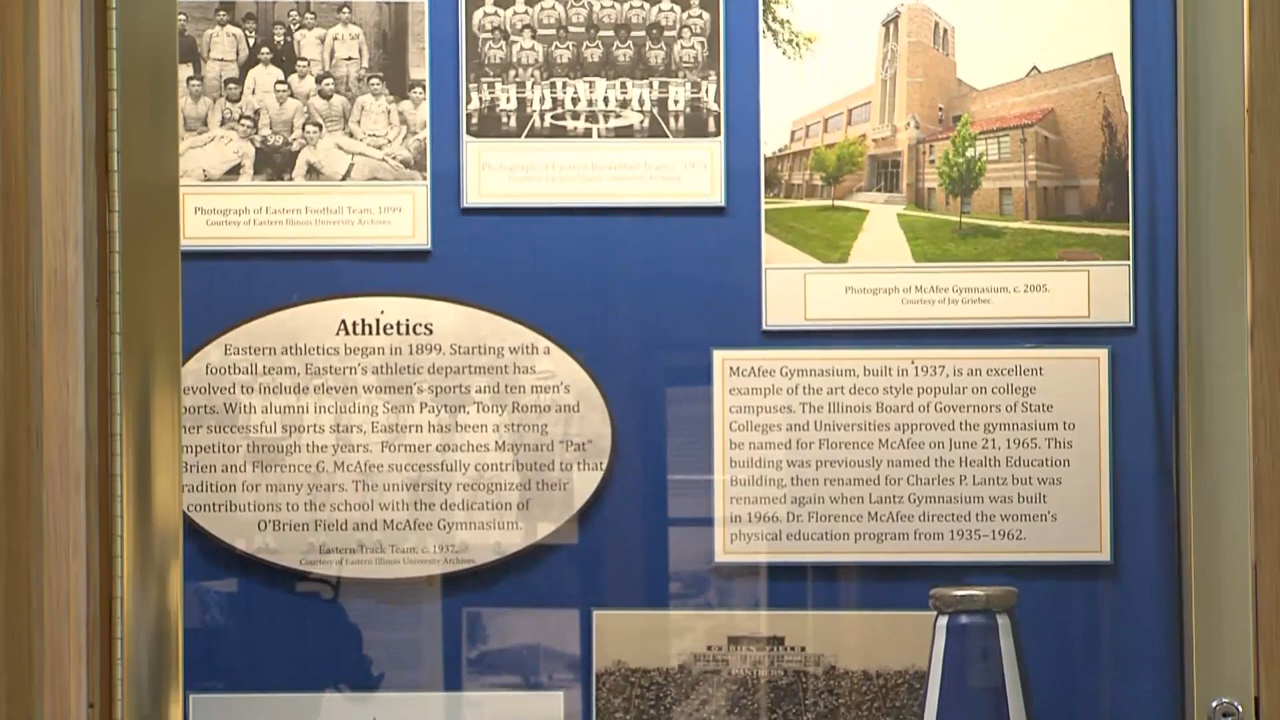 99
Photograph of Eastern Football Team, 1899
Courtesy of Eastern Illinois University Archives.
Photograph of Eastern
Photograph of McAfee Gymnasium, c. 2005.
Courtesy of Jay Griebec.
Athletics
Eastern athletics began in 1899. Starting with a
football team, Eastern's athletic department has
evolved to include eleven women's sports and ten men's
ports. With alumni including Sean Payton, Tony Romo and
her successful sports stars, Eastern has been a strong
mpetitor through the years. Former coaches Maynard "Pat"
Brien and Florence G. McAfee successfully contributed to that
radition for many years. The university recognized their
contributions to the school with the dedication of
O'Brien Field and McAfee Gymnasium.
Eastern Track Team, c. 1937.
Courtesy of Eastern Illinois University Archives.
McAfee Gymnasium, built in 1937, is an excellent
example of the art deco style popular on college
campuses. The Illinois Board of Governors of State
Colleges and Universities approved the gymnasium to
be named for Florence McAfee on June 21, 1965. This
building was previously named the Health Education
Building, then renamed for Charles P. Lantz but was
renamed again when Lantz Gymnasium was built
in 1966. Dr. Florence McAfee directed the women's
physical education program from 1935–1962.
O'BRIEN FIELD
PANTHERS